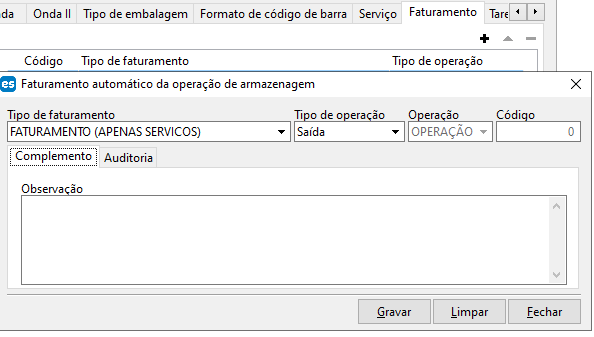 Onda II Tipo de embalagem Formato de código de barra Serviço Faturamento
Código Tipo de faturamento Tipo de operação
es Faturamento automático da operação de armazenagem
Tipo de faturamento Tipo de operação Operação Código
FATURAMENTO (APENAS SERVICOS) Saída OPERAÇÃO 0
Complemento Auditoria
Observação
Gravar Limpar Fechar